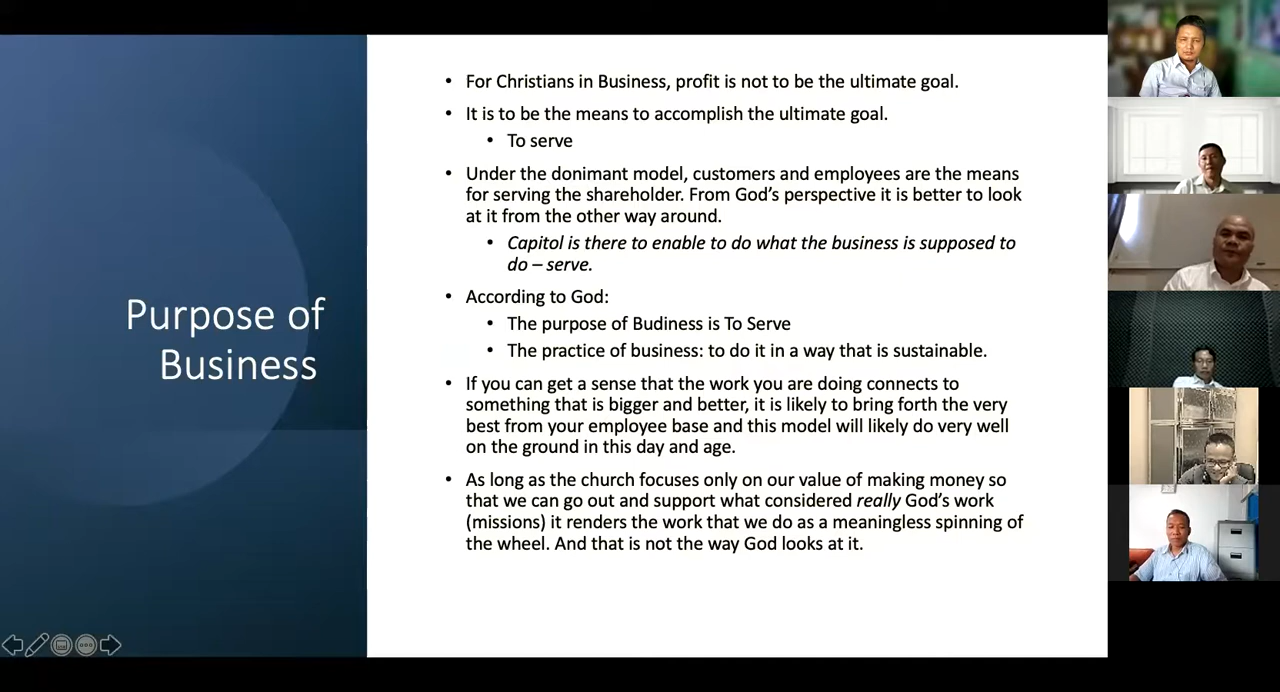 Purpose of
Business
• For Christians in Business, profit is not to be the ultimate goal.
• It is to be the means to accomplish the ultimate goal.
• To serve
• Under the donimant model, customers and employees are the means
for serving the shareholder. From God’s perspective it is better to look
at it from the other way around.
• Capitol is there to enable to do what the business is supposed to
do – serve.
• According to God:
• The purpose of Budiness is To Serve
• The practice of business: to do it in a way that is sustainable.
• If you can get a sense that the work you are doing connects to
something that is bigger and better, it is likely to bring forth the very
best from your employee base and this model will likely do very well
on the ground in this day and age.
• As long as the church focuses only on our value of making money so
that we can go out and support what considered really God’s work
(missions) it renders the work that we do as a meaningless spinning of
the wheel. And that is not the way God looks at it.